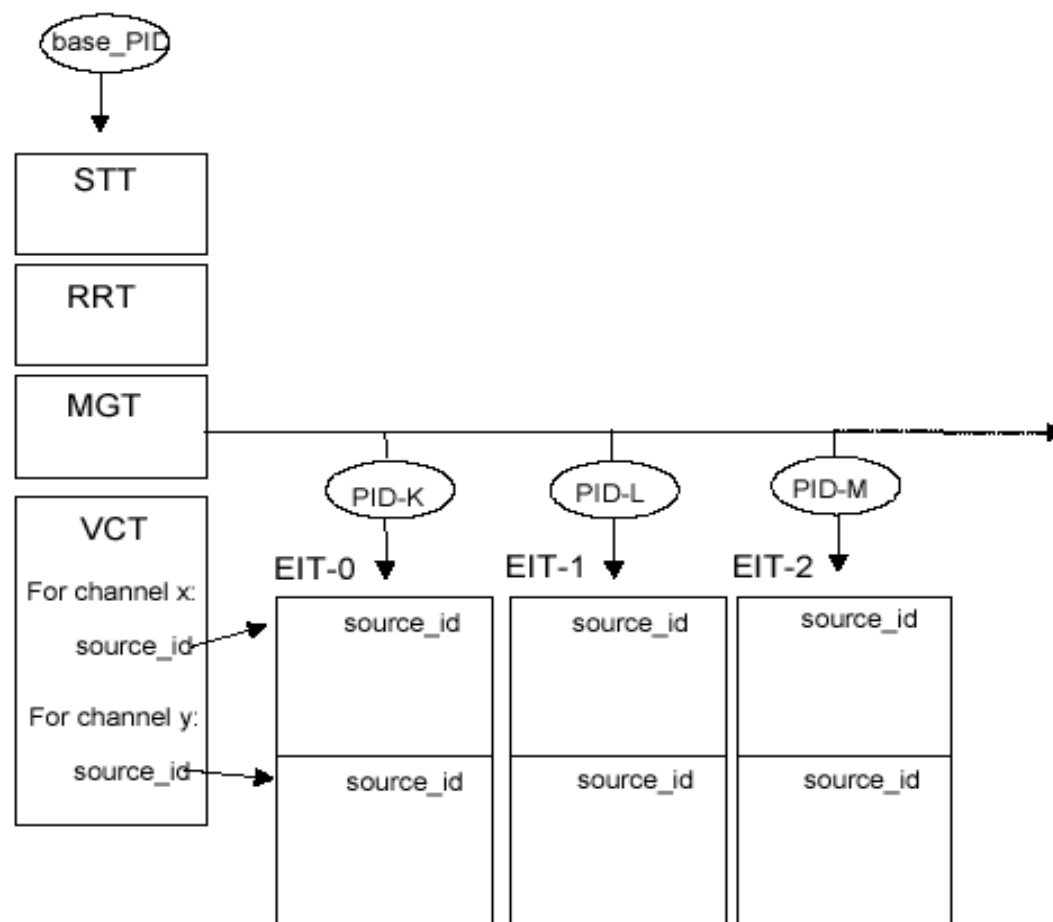 base_PID
STT
RRT
MGT
PID-K
PID-L
PID-M
VCT
EIT-0
EIT-1
EIT-2
For channel x:
source_id
source_id
source_id
source_id
For channel y:
source_id
source_id
source_id
source_id